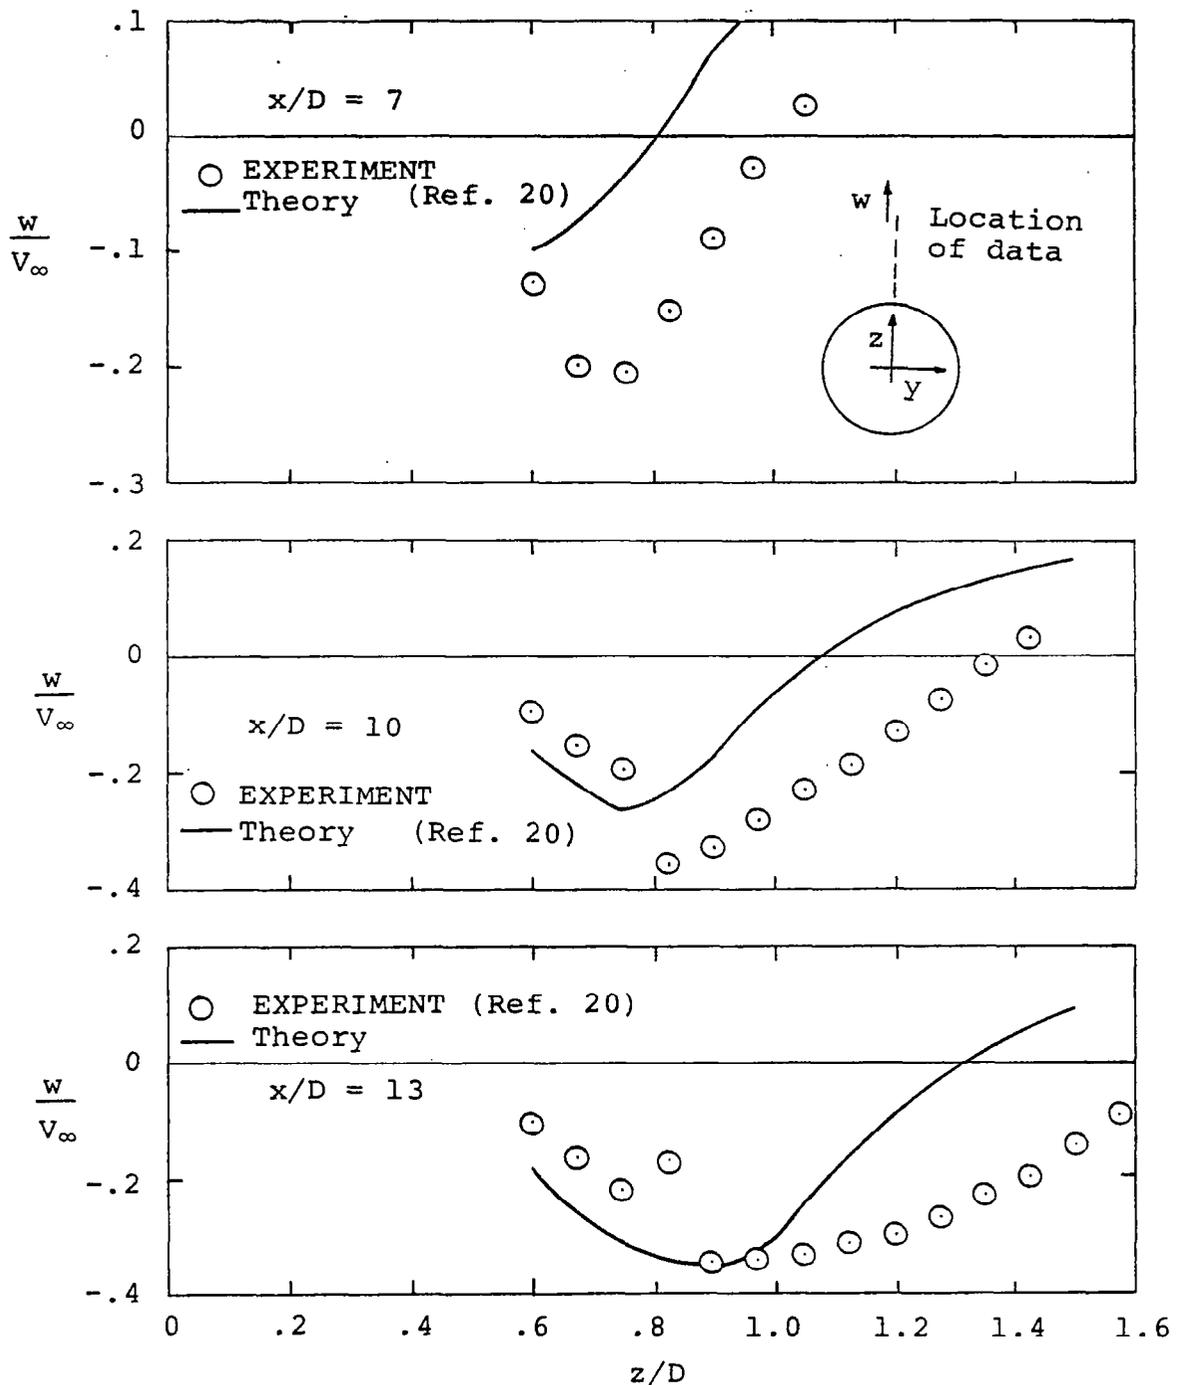 .1
x/D = 7
0
EXPERIMENT
Theory (Ref. 20)
w
V∞
-.1
-.2
-.3
w
Location
of data
z
y
.2
0
w
V∞
x/D = 10
-.2
EXPERIMENT
Theory (Ref. 20)
-.4
.2
EXPERIMENT (Ref. 20)
Theory
0
x/D = 13
w
V∞
-.2
-.4
0 .2 .4 .6 .8 1.0 1.2 1.4 1.6
z/D